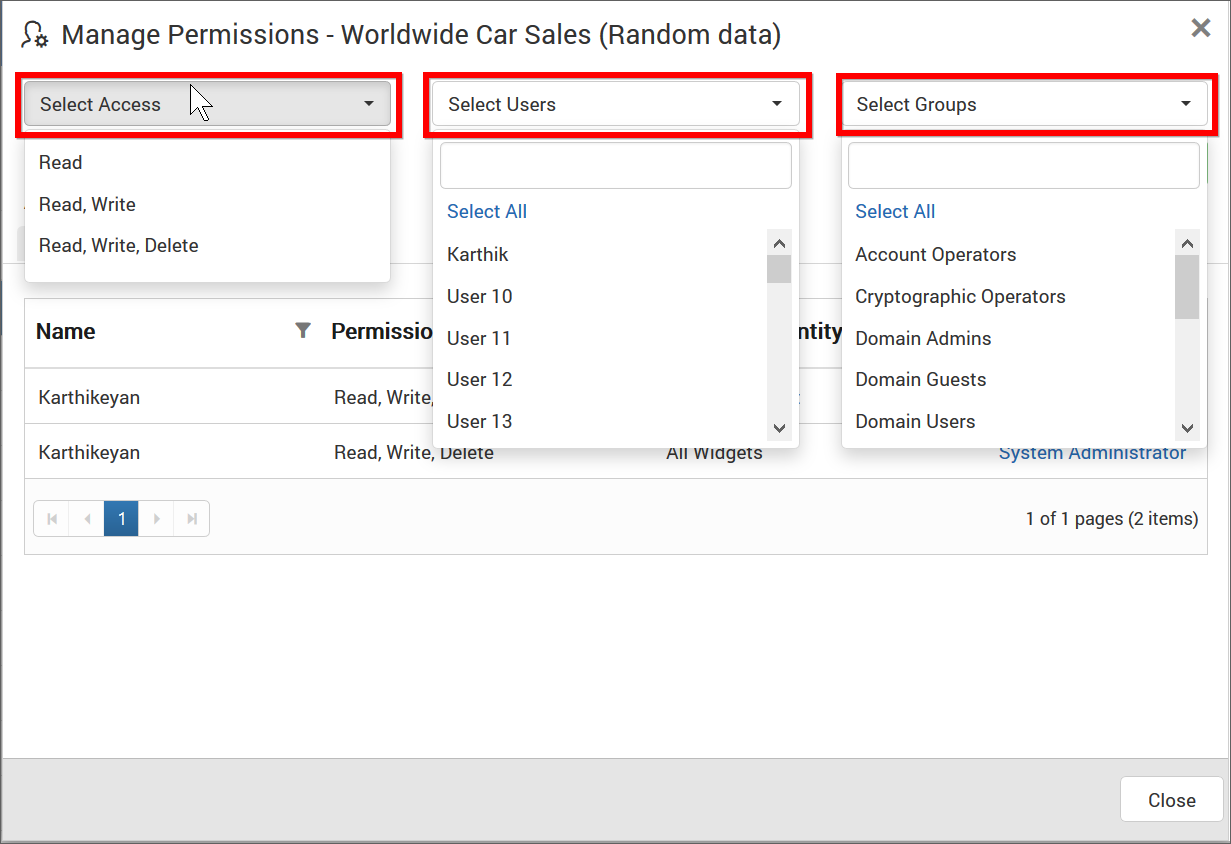 Manage Permissions - Worldwide Car Sales (Random data)
Select Access
Select Users
Select Groups
Read
Read, Write
Read, Write, Delete
Select All
Karthik
User 10
User 11
User 12
User 13
Select All
Account Operators
Cryptographic Operators
Domain Admins
Domain Guests
Domain Users
Name Permissio ntity
Karthikeyan Read, Write,
Karthikeyan Read, Write, Delete All Widgets System Administrator
1
1 of 1 pages (2 items)
Close